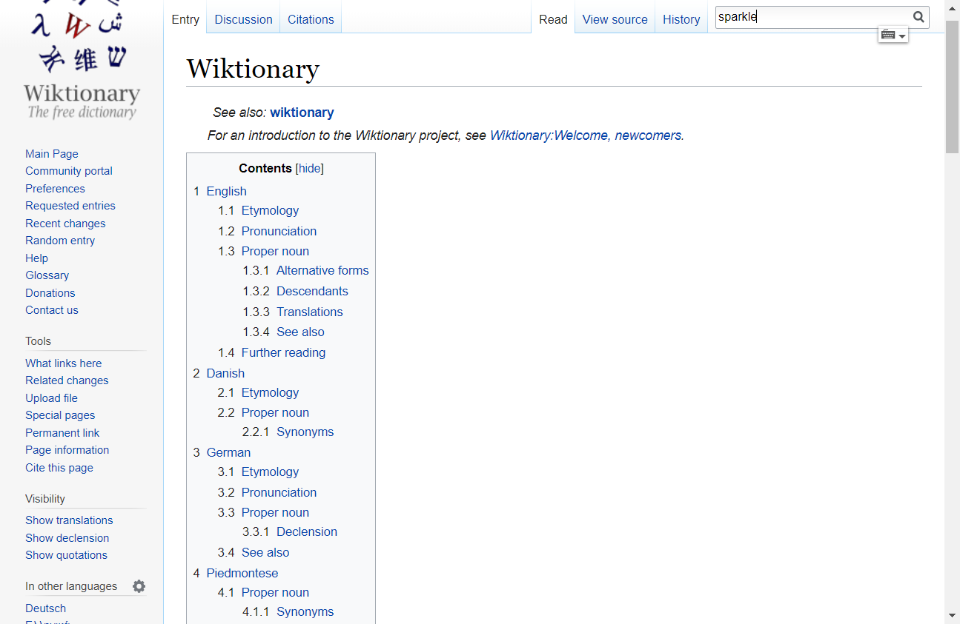 Entry Discussion Citations Read View source History sparkle
λ W ش
维 ש
Wiktionary
The free dictionary
Main Page
Community portal
Preferences
Requested entries
Recent changes
Random entry
Help
Glossary
Donations
Contact us
Tools
What links here
Related changes
Upload file
Special pages
Permanent link
Page information
Cite this page
Visibility
Show translations
Show declension
Show quotations
In other languages
Deutsch
Wiktionary
See also: wiktionary
For an introduction to the Wiktionary project, see Wiktionary:Welcome, newcomers.
Contents [hide]
1 English
1.1 Etymology
1.2 Pronunciation
1.3 Proper noun
1.3.1 Alternative forms
1.3.2 Descendants
1.3.3 Translations
1.3.4 See also
1.4 Further reading
2 Danish
2.1 Etymology
2.2 Proper noun
2.2.1 Synonyms
3 German
3.1 Etymology
3.2 Pronunciation
3.3 Proper noun
3.3.1 Declension
3.4 See also
4 Piedmontese
4.1 Proper noun
4.1.1 Synonyms